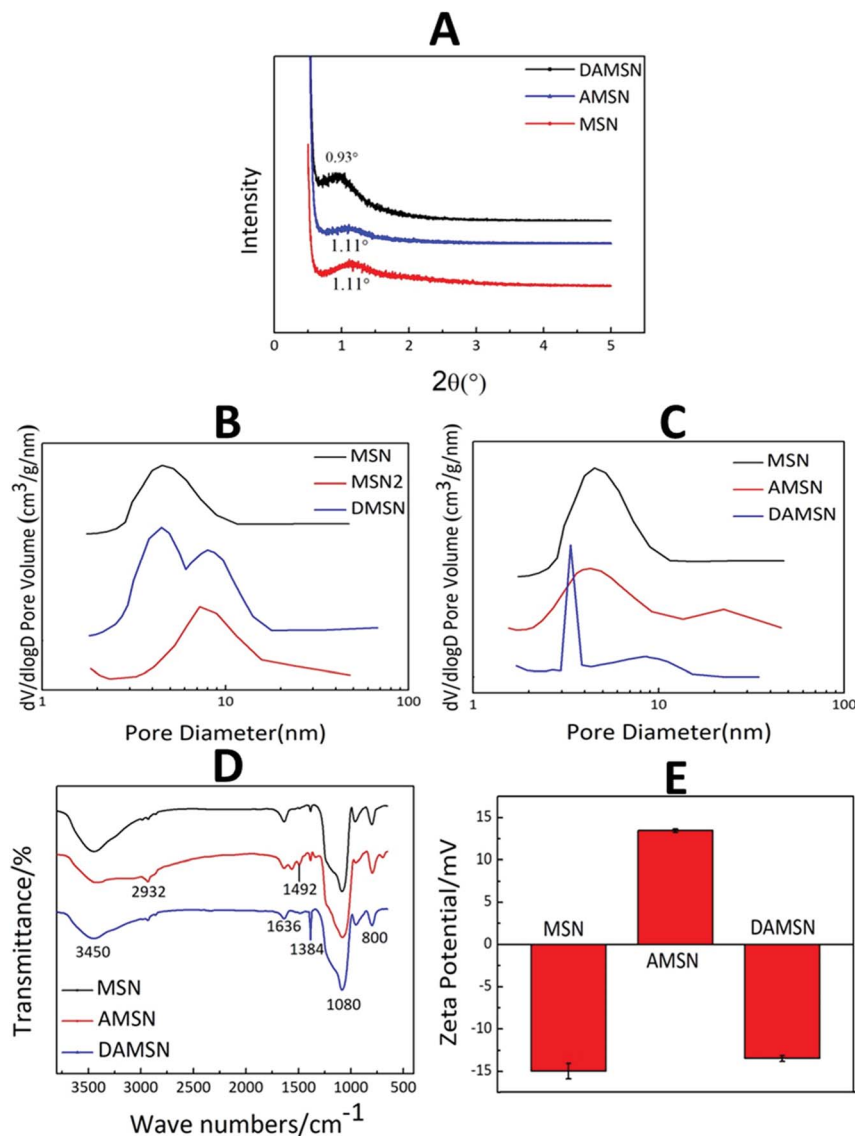 A
DAMSN
AMSN
MSN
0.93°
1.11°
1.11°
Intensity
0 1 2 3 4 5
2θ(°)
B
MSN
MSN2
DMSN
dV/dlogD Pore Volume (cm³/g/nm)
1 10 100
Pore Diameter(nm)
C
MSN
AMSN
DAMSN
dV/dlogD Pore Volume (cm³/g/nm)
1 10 100
Pore Diameter(nm)
D
2932
1492
3450
1636
1384
800
1080
MSN
AMSN
DAMSN
Transmittance/%
3500 3000 2500 2000 1500 1000 500
Wave numbers/cm⁻¹
E
15
10
5
0
-5
-10
-15
Zeta Potential/mV
MSN
AMSN
DAMSN